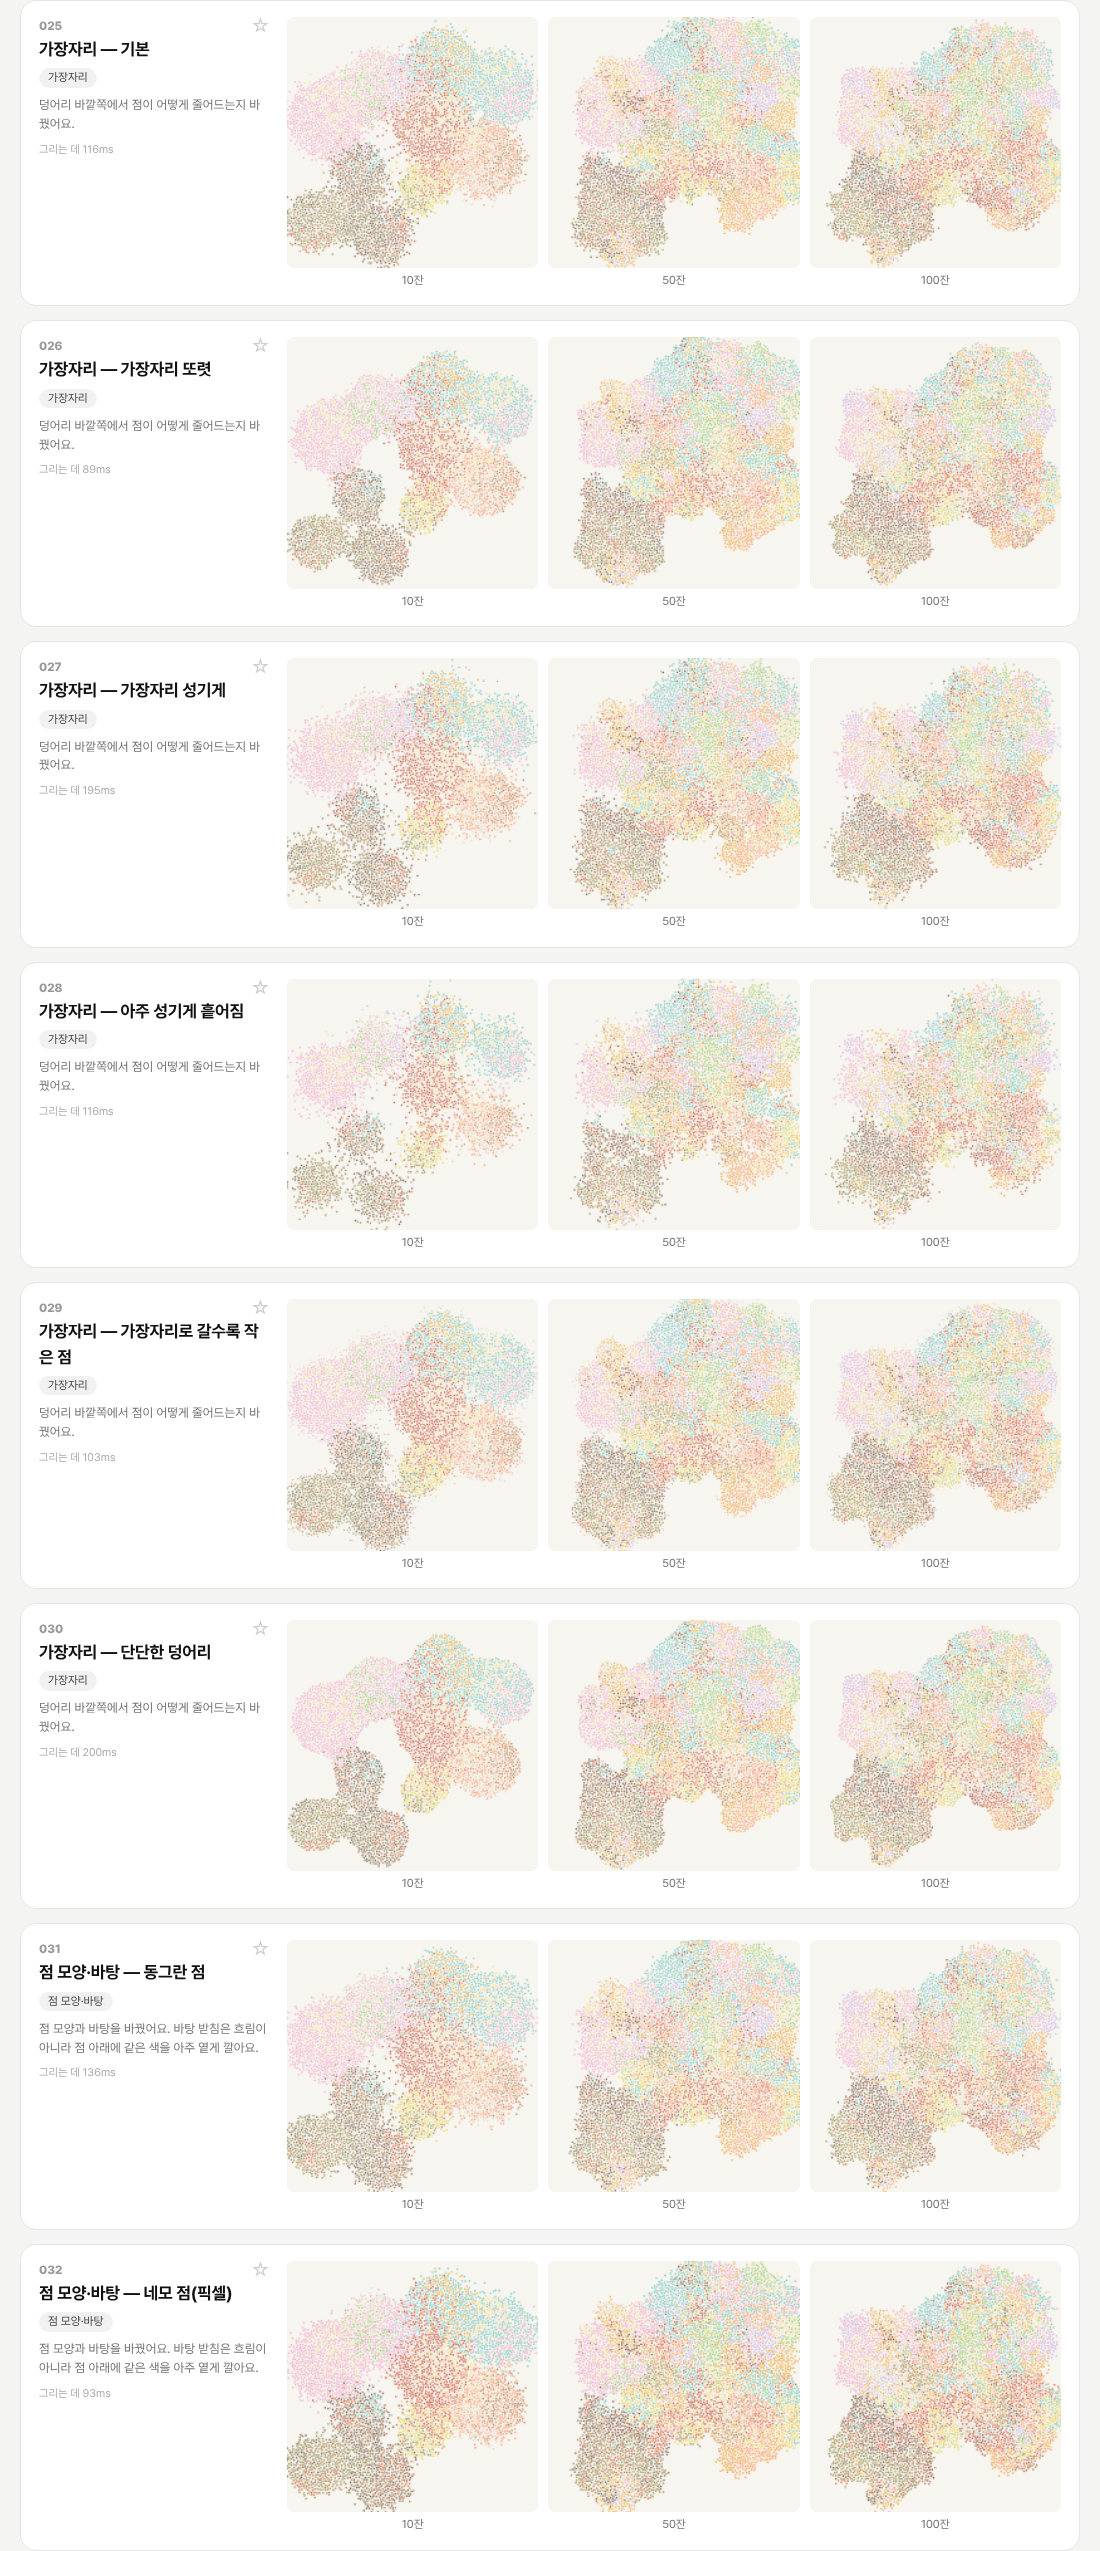 025
☆
가장자리 — 기본
가장자리
덩어리 바깥쪽에서 점이 어떻게 줄어드는지 바
꿨어요.
그리는 데 116ms
10잔
50잔
100잔
026
☆
가장자리 — 가장자리 또렷
가장자리
덩어리 바깥쪽에서 점이 어떻게 줄어드는지 바
꿨어요.
그리는 데 89ms
10잔
50잔
100잔
027
☆
가장자리 — 가장자리 성기게
가장자리
덩어리 바깥쪽에서 점이 어떻게 줄어드는지 바
꿨어요.
그리는 데 195ms
10잔
50잔
100잔
028
☆
가장자리 — 아주 성기게 흩어짐
가장자리
덩어리 바깥쪽에서 점이 어떻게 줄어드는지 바
꿨어요.
그리는 데 116ms
10잔
50잔
100잔
029
☆
가장자리 — 가장자리로 갈수록 작
은 점
가장자리
덩어리 바깥쪽에서 점이 어떻게 줄어드는지 바
꿨어요.
그리는 데 103ms
10잔
50잔
100잔
030
☆
가장자리 — 단단한 덩어리
가장자리
덩어리 바깥쪽에서 점이 어떻게 줄어드는지 바
꿨어요.
그리는 데 200ms
10잔
50잔
100잔
031
☆
점 모양·바탕 — 동그란 점
점 모양·바탕
점 모양과 바탕을 바꿨어요. 바탕 받침은 흐림이
아니라 점 아래에 같은 색을 아주 옅게 깔아요.
그리는 데 136ms
10잔
50잔
100잔
032
☆
점 모양·바탕 — 네모 점(픽셀)
점 모양·바탕
점 모양과 바탕을 바꿨어요. 바탕 받침은 흐림이
아니라 점 아래에 같은 색을 아주 옅게 깔아요.
그리는 데 93ms
10잔
50잔
100잔